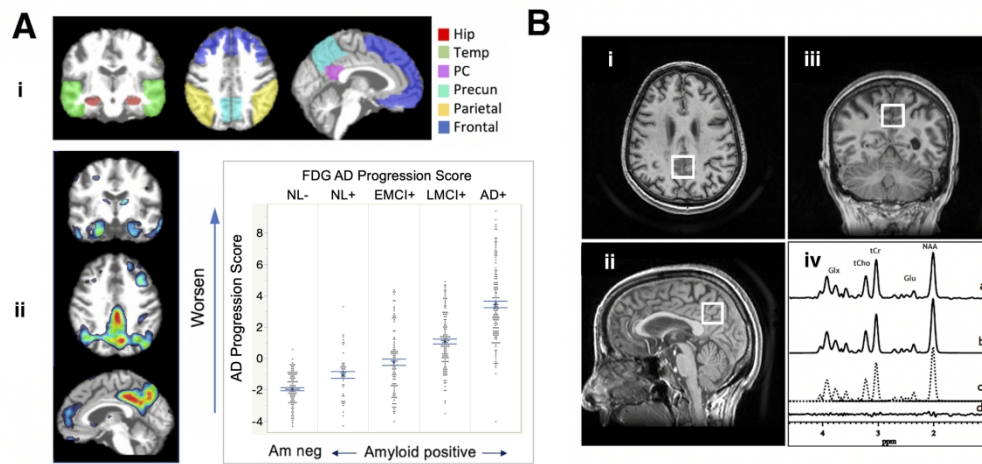 A
i
Hip
Temp
PC
Precun
Parietal
Frontal
ii
Worsen
FDG AD Progression Score
NL- NL+ EMCI+ LMCI+ AD+
AD Progression Score
8
6
4
2
0
-2
-4
Am neg Amyloid positive
B
i
iii
ii
iv
Glx tCho tCr Glu NAA
a
b
c
d
4 3 2
ppm